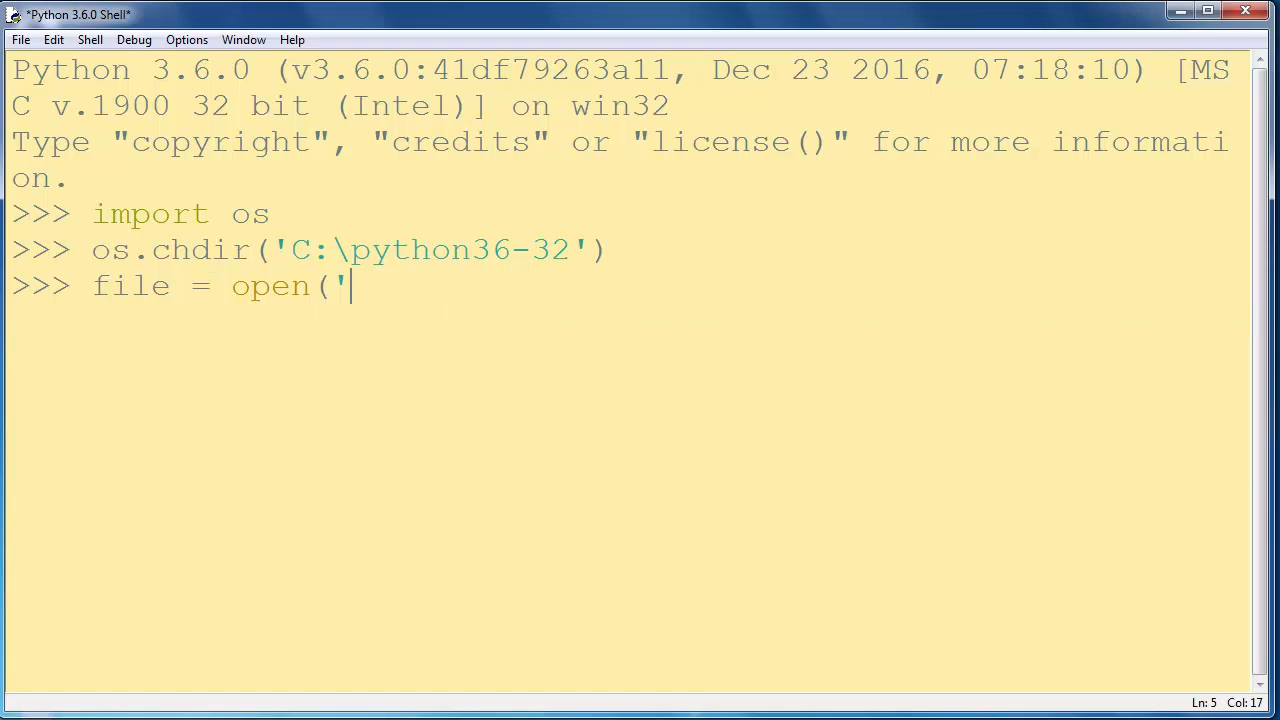 *Python 3.6.0 Shell*
File Edit Shell Debug Options Window Help
Python 3.6.0 (v3.6.0:41df79263a11, Dec 23 2016, 07:18:10) [MS
C v.1900 32 bit (Intel)] on win32
Type "copyright", "credits" or "license()" for more informati
on.
>>> import os
>>> os.chdir('C:\python36-32')
>>> file = open('
Ln: 5 Col: 17